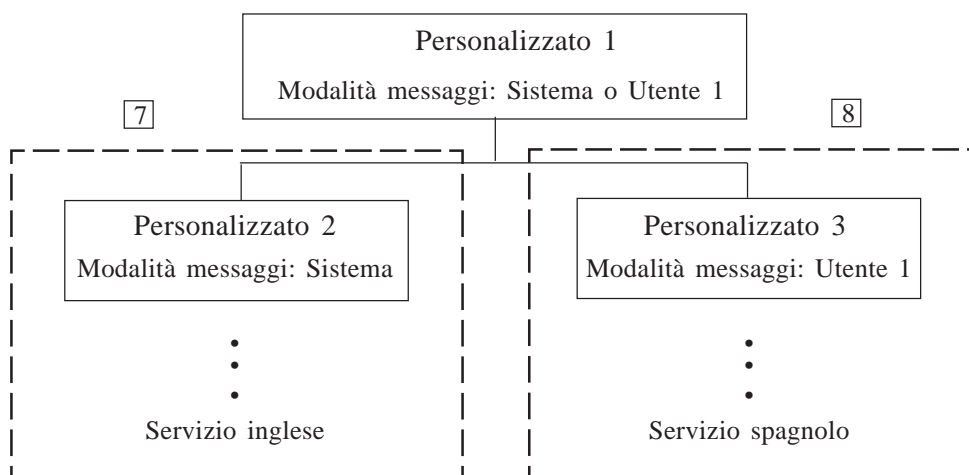 Personalizzato 1
Modalità messaggi: Sistema o Utente 1
7
8
Personalizzato 2
Modalità messaggi: Sistema
Personalizzato 3
Modalità messaggi: Utente 1
Servizio inglese
Servizio spagnolo